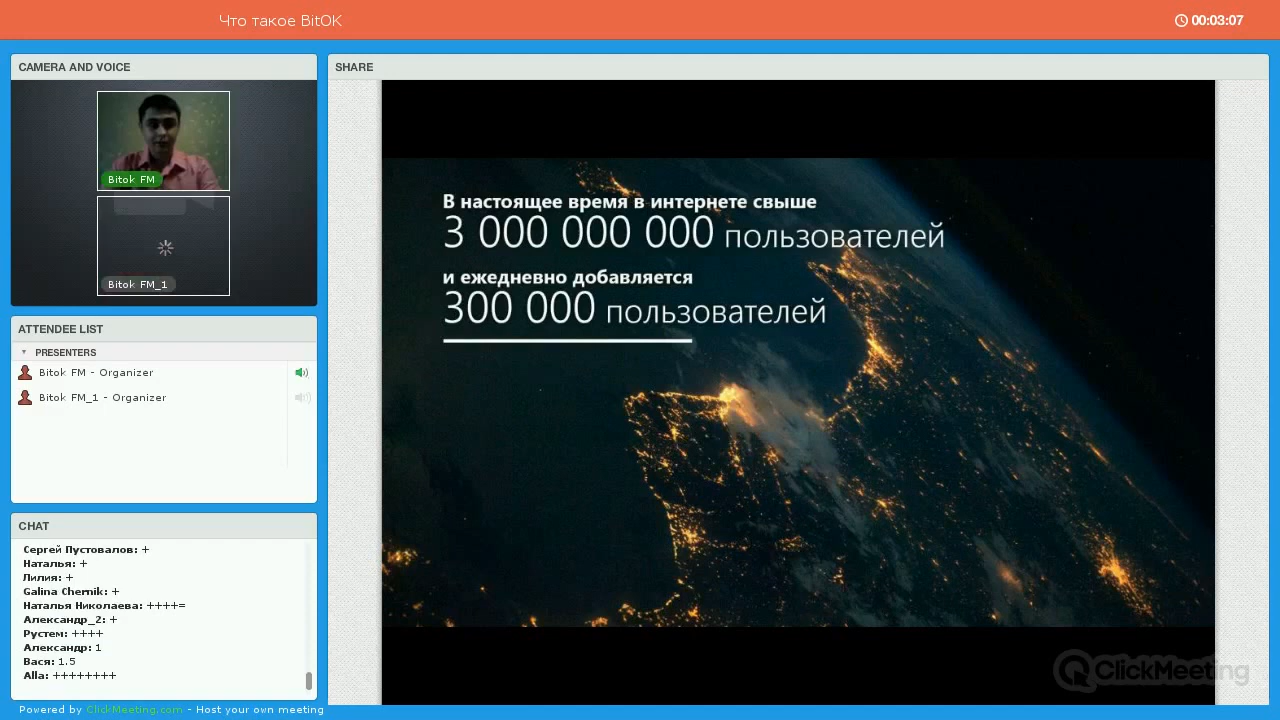 Что такое BitOK
00:03:07
CAMERA AND VOICE
Bitok FM
Bitok FM_1
ATTENDEE LIST
PRESENTERS
Bitok FM - Organizer
Bitok FM_1 - Organizer
CHAT
Сергей Пустовалов: +
Наталья: +
Лилия: +
Galina Chernik: +
Наталья Николаева: ++++=
Александр_2: +
Рустем: ++++
Александр: 1
Вася: 1.5
Alla: ++++++++
Powered by ClickMeeting.com - Host your own meeting
SHARE
В настоящее время в интернете свыше
3 000 000 000 пользователей
и ежедневно добавляется
300 000 пользователей
ClickMeeting